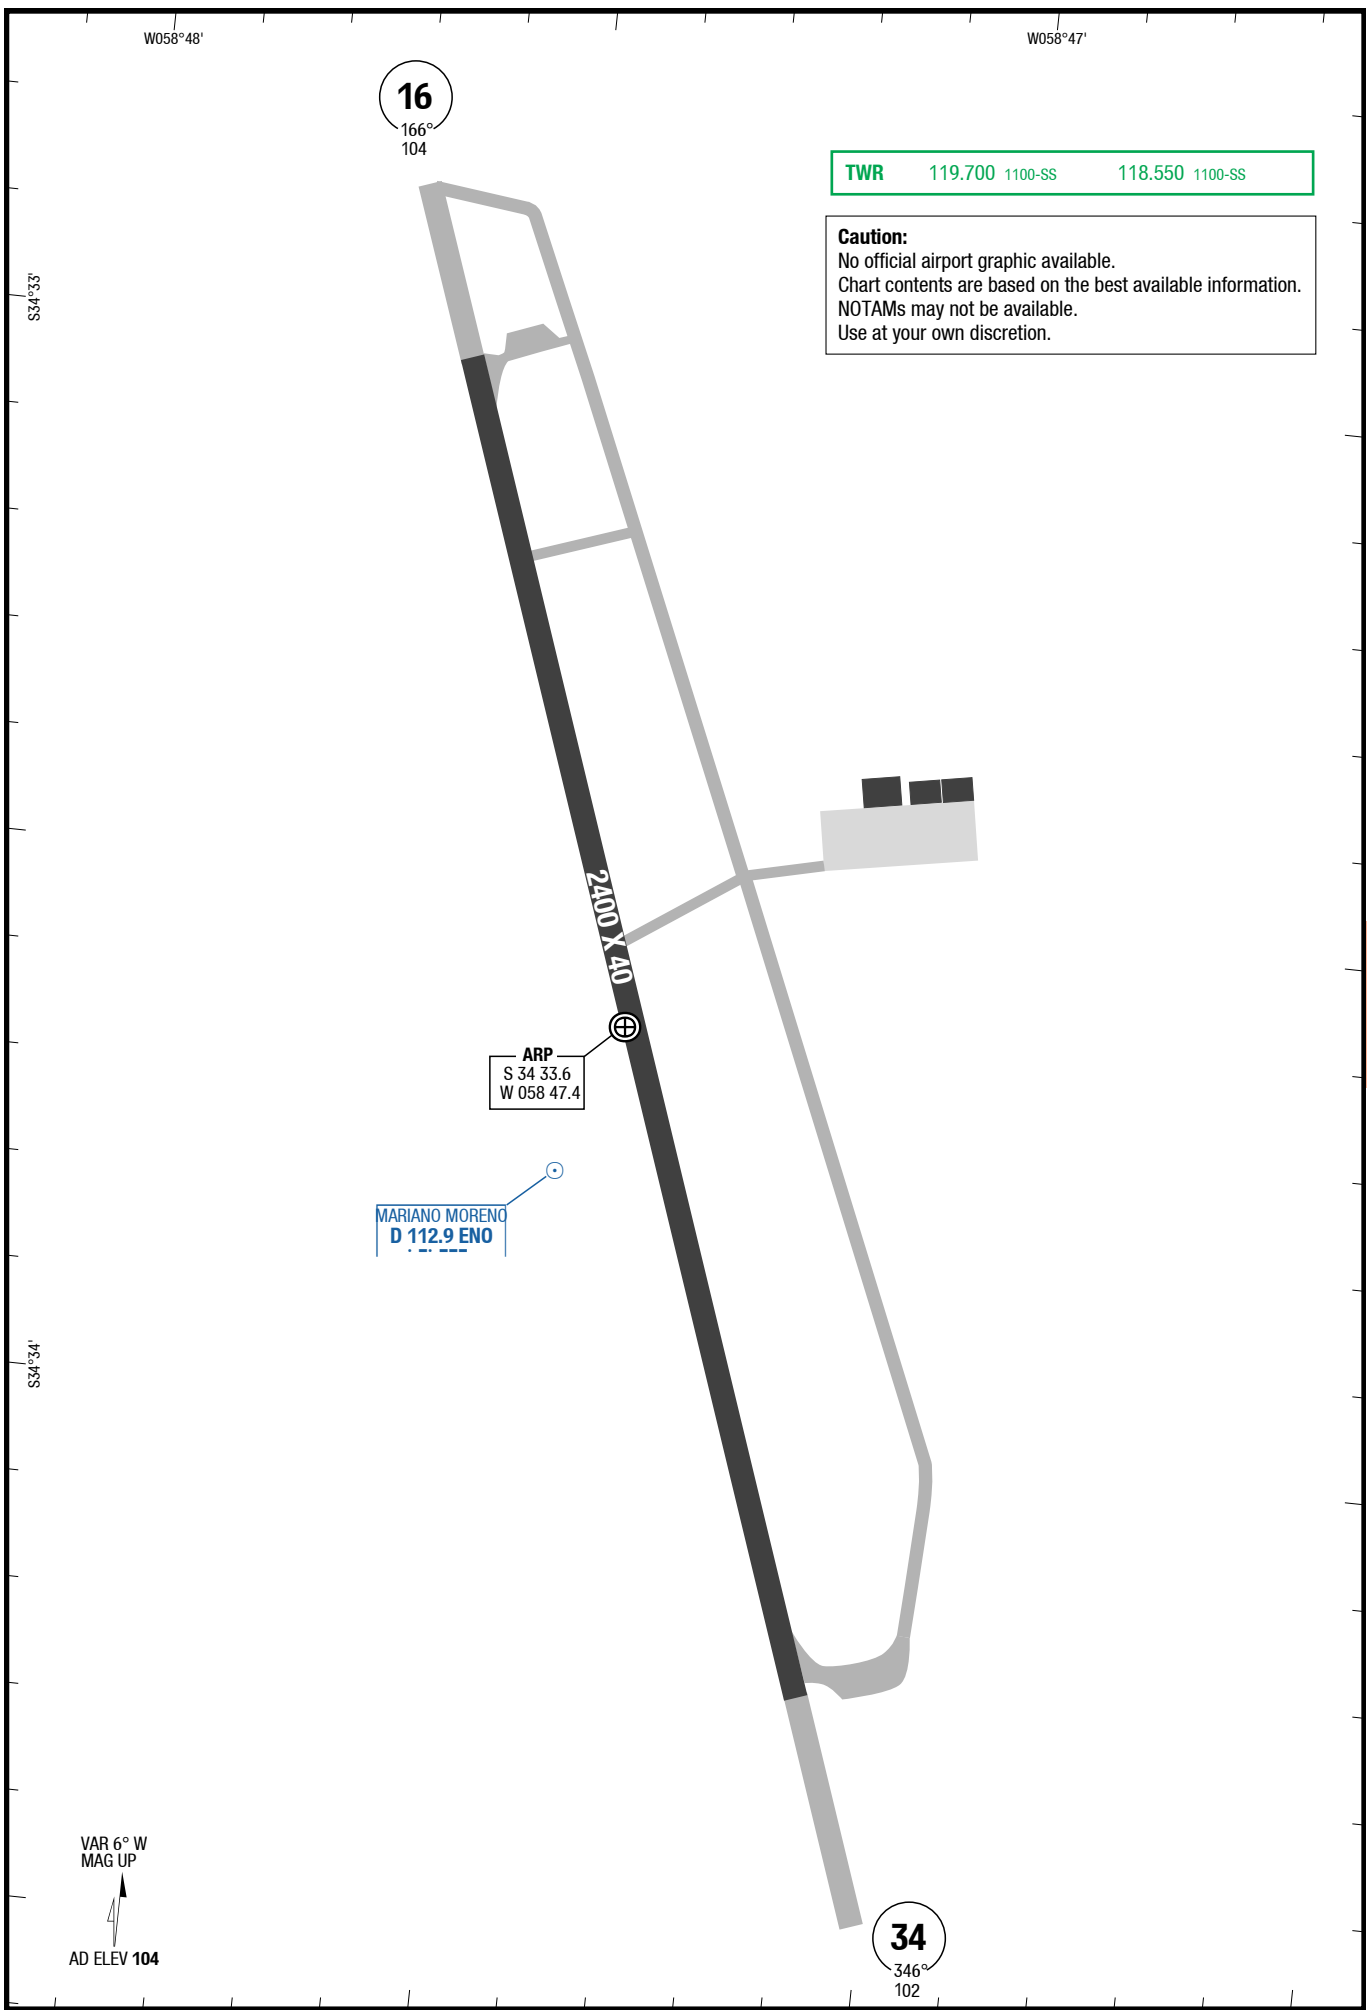 W058°48'
W058°47'
16
166°
104
TWR 119.700 1100-SS 118.550 1100-SS
Caution:
No official airport graphic available.
Chart contents are based on the best available information.
NOTAMs may not be available.
Use at your own discretion.
S34°33'
2400 X 40
ARP
S 34 33.6
W 058 47.4
MARIANO MORENO
D 112.9 ENO
S34°34'
VAR 6° W
MAG UP
AD ELEV 104
34
346°
102